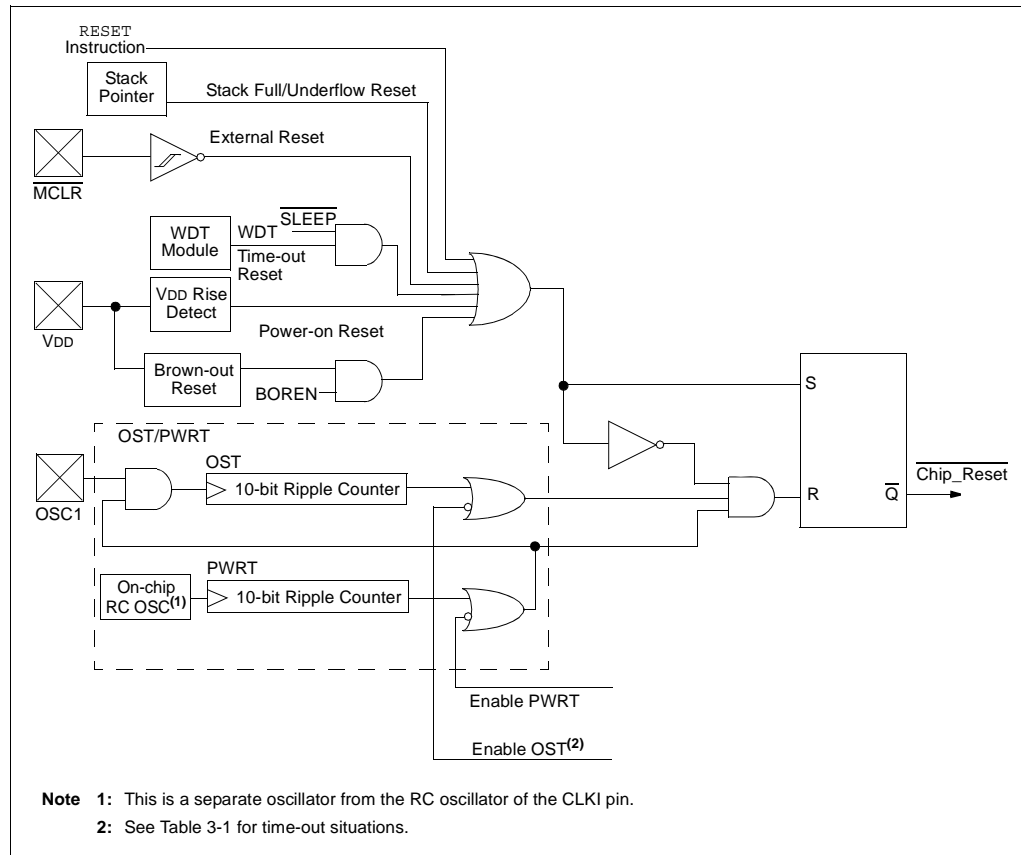 RESET
Instruction
Stack
Pointer
Stack Full/Underflow Reset
External Reset
MCLR
SLEEP
WDT
Module
WDT
Time-out
Reset
VDD Rise
Detect
VDD
Power-on Reset
Brown-out
Reset
BOREN
S
OST/PWRT
OST
10-bit Ripple Counter
OSC1
R
Q
Chip_Reset
PWRT
On-chip
RC OSC(1)
10-bit Ripple Counter
Enable PWRT
Enable OST(2)
Note 1: This is a separate oscillator from the RC oscillator of the CLKI pin.
2: See Table 3-1 for time-out situations.